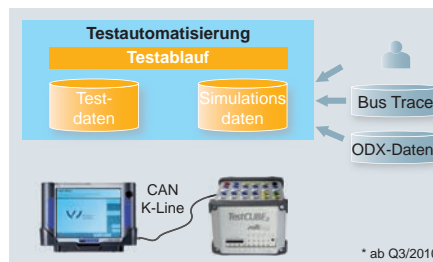 Testautomatisierung
Testablauf
Test-
daten
Simulations
daten
Bus Trace
ODX-Daten
CAN
K-Line
TestCUBE
* ab Q3/2010